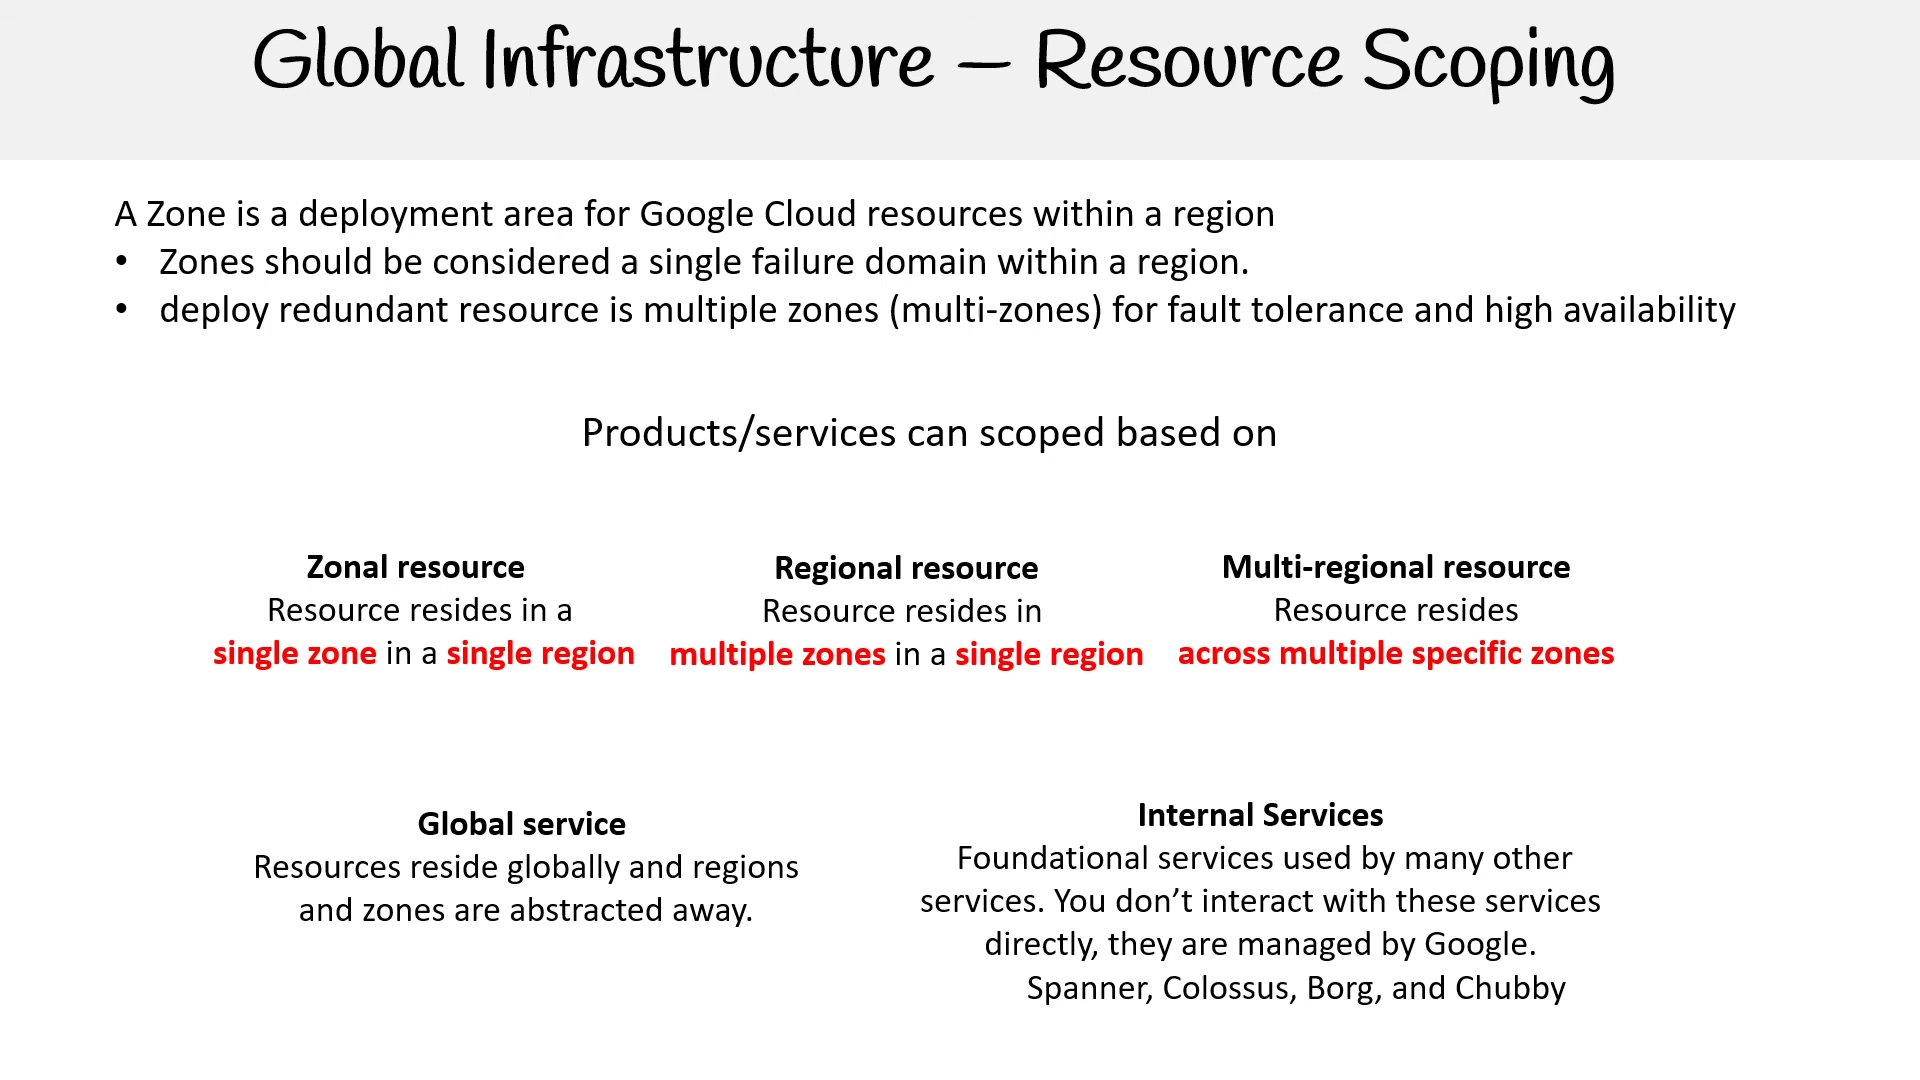 Global Infrastructure – Resource Scoping
A Zone is a deployment area for Google Cloud resources within a region
• Zones should be considered a single failure domain within a region.
• deploy redundant resource is multiple zones (multi-zones) for fault tolerance and high availability
Products/services can scoped based on
Zonal resource
Resource resides in a
single zone in a single region
Regional resource
Resource resides in
multiple zones in a single region
Multi-regional resource
Resource resides
across multiple specific zones
Global service
Resources reside globally and regions
and zones are abstracted away.
Internal Services
Foundational services used by many other
services. You don’t interact with these services
directly, they are managed by Google.
Spanner, Colossus, Borg, and Chubby